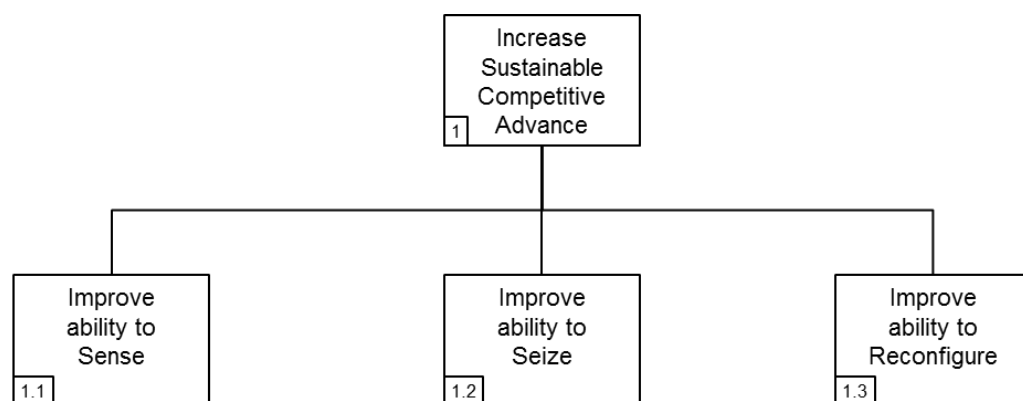 Increase
Sustainable
Competitive
Advance
1
Improve
ability to
Sense
1.1
Improve
ability to
Seize
1.2
Improve
ability to
Reconfigure
1.3